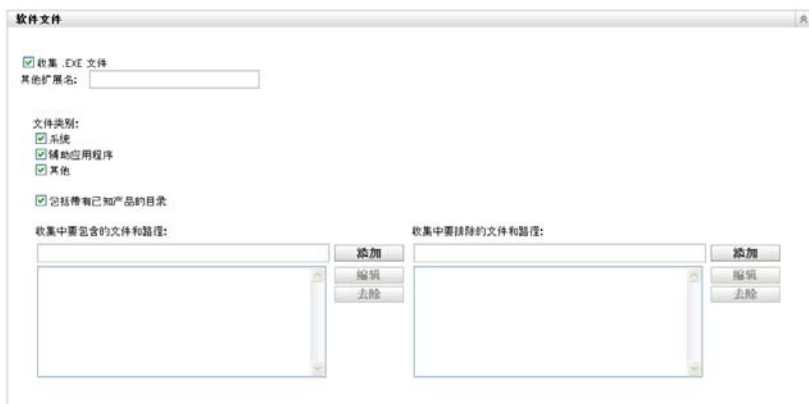 软件文件
收集 .EXE 文件
其他扩展名:
文件类别:
系统
辅助应用程序
其他
包括带有已知产品的目录
收集中要包含的文件和路径:
收集中要排除的文件和路径:
添加
添加
编辑
编辑
去除
去除